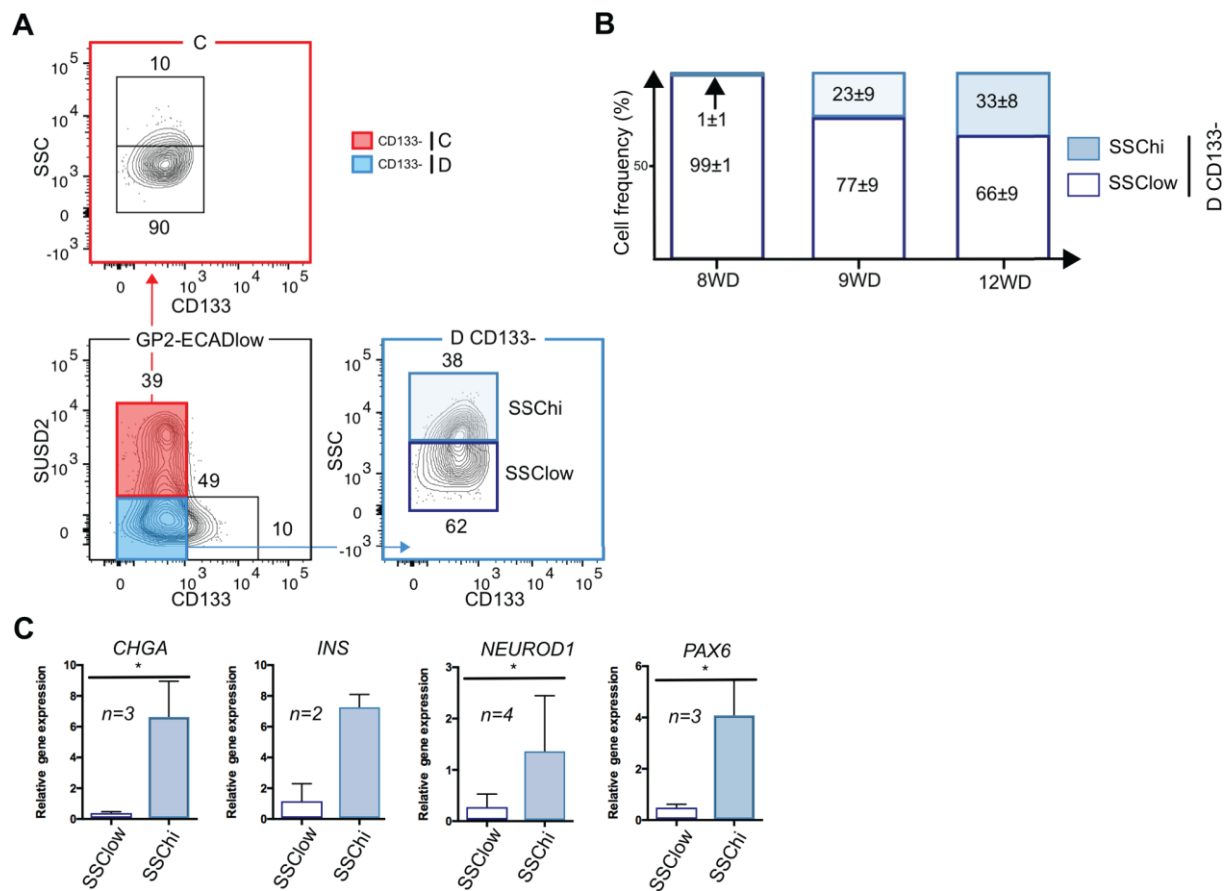 A
C
10
10^5
10^4
10^3
0
-10^3
SSC
90
0
10^3
10^4
10^5
CD133
CD133- C
CD133- D
GP2-ECADlow
39
10^5
10^4
10^3
0
SUSD2
49
10
0
10^3
10^4
10^5
CD133
D CD133-
38
10^5
10^4
10^3
0
-10^3
SSC
SSChi
SSClow
62
0
10^3
10^4
10^5
CD133
B
Cell frequency (%)
50
1±1
99±1
23±9
77±9
33±8
66±9
8WD
9WD
12WD
SSChi
SSClow
D CD133-
C
CHGA
*
Relative gene expression
10
8
6
4
2
0
n=3
SSClow
SSChi
INS
Relative gene expression
10
8
6
4
2
0
n=2
SSClow
SSChi
NEUROD1
*
Relative gene expression
3
2
1
0
n=4
SSClow
SSChi
PAX6
*
Relative gene expression
6
4
2
0
n=3
SSClow
SSChi